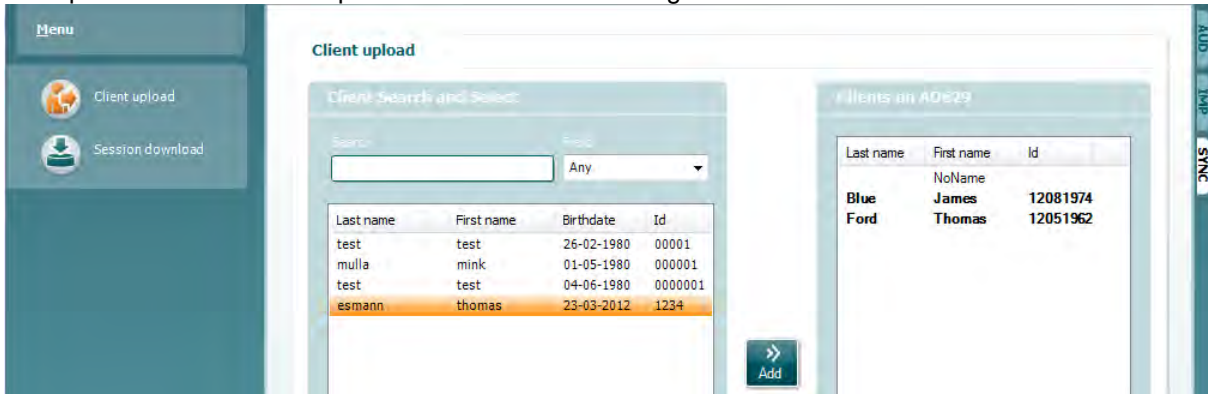 Menu
Client upload
Session download
Client upload
Client Search and Select
Any
Last name First name Birthdate Id
test test 26-02-1980 00001
mulla mink 01-05-1980 000001
test test 04-06-1980 0000001
esmann thomas 23-03-2012 1234
Add
Clients on AD629
Last name First name Id
NoName
Blue James 12081974
Ford Thomas 12051962
AUD
IMP
SYNC